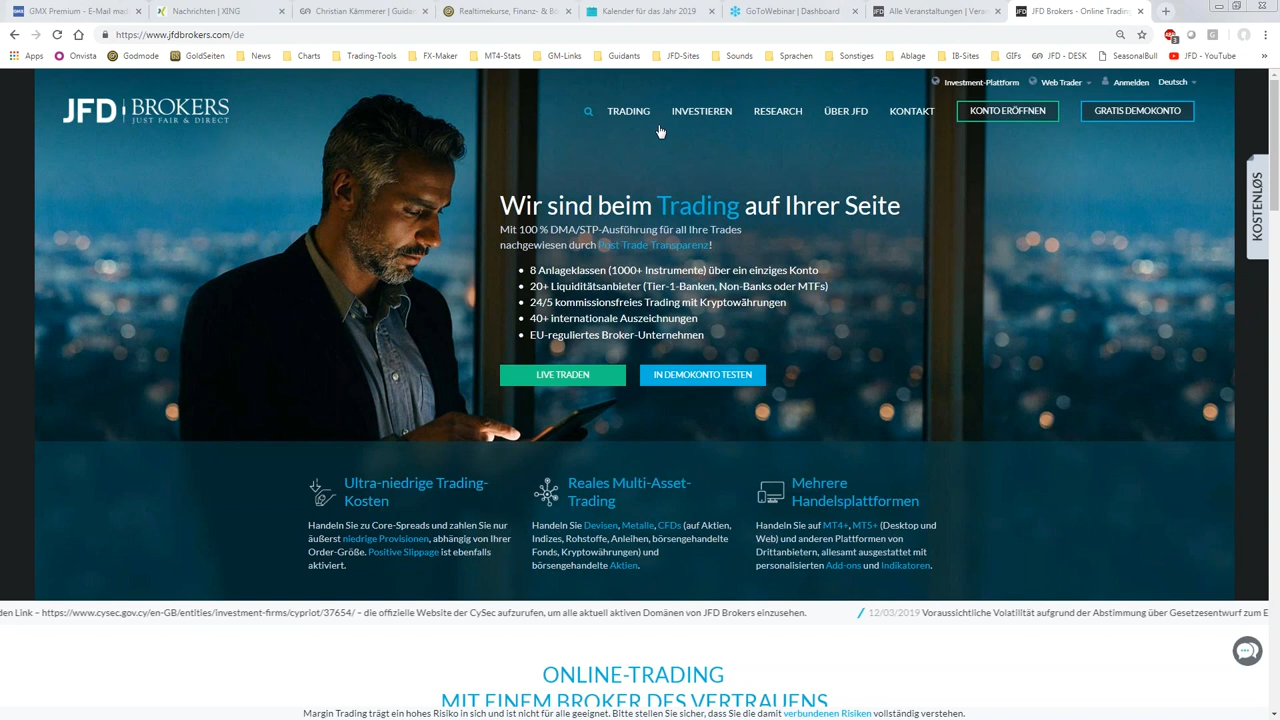 GMX Premium - E-Mail mad
Nachrichten | XING
Christian Kämmerer | Guidan
Realtimekurse, Finanz- & Bö
Kalender für das Jahr 2019
GoToWebinar | Dashboard
Alle Veranstaltungen | Veran
JFD Brokers - Online Trading
https://www.jfdbrokers.com/de
Apps
Onvista
Godmode
GoldSeiten
News
Charts
Trading-Tools
FX-Maker
MT4-Stats
GM-Links
Guidants
JFD-Sites
Sounds
Sprachen
Sonstiges
Ablage
IB-Sites
GIFs
JFD - DESK
SeasonalBull
JFD - YouTube
Investment-Plattform
Web Trader
Anmelden
Deutsch
JFD BROKERS
JUST FAIR & DIRECT
TRADING
INVESTIEREN
RESEARCH
ÜBER JFD
KONTAKT
KONTO ERÖFFNEN
GRATIS DEMOKONTO
KOSTENLØS
Wir sind beim Trading auf Ihrer Seite
Mit 100 % DMA/STP-Ausführung für all Ihre Trades
nachgewiesen durch Post Trade Transparenz!
• 8 Anlageklassen (1000+ Instrumente) über ein einziges Konto
• 20+ Liquiditätsanbieter (Tier-1-Banken, Non-Banks oder MTFs)
• 24/5 kommissionsfreies Trading mit Kryptowährungen
• 40+ internationale Auszeichnungen
• EU-reguliertes Broker-Unternehmen
LIVE TRADEN
IN DEMOKONTO TESTEN
Ultra-niedrige Trading-
Kosten
Handeln Sie zu Core-Spreads und zahlen Sie nur
äußerst niedrige Provisionen, abhängig von Ihrer
Order-Größe. Positive Slippage ist ebenfalls
aktiviert.
Reales Multi-Asset-
Trading
Handeln Sie Devisen, Metalle, CFDs (auf Aktien,
Indizes, Rohstoffe, Anleihen, börsengehandelte
Fonds, Kryptowährungen) und
börsengehandelte Aktien.
Mehrere
Handelsplattformen
Handeln Sie auf MT4+, MT5+ (Desktop und
Web) und anderen Plattformen von
Drittanbietern, allesamt ausgestattet mit
personalisierten Add-ons und Indikatoren.
den Link – https://www.cysec.gov.cy/en-GB/entities/investment-firms/cypriot/37654/ – die offizielle Website der CySec aufzurufen, um alle aktuell aktiven Domänen von JFD Brokers einzusehen.
12/03/2019 Voraussichtliche Volatilität aufgrund der Abstimmung über Gesetzesentwurf zum E
ONLINE-TRADING
MIT EINEM BROKER DES VERTRAUENS
Margin Trading trägt ein hohes Risiko in sich und ist nicht für alle geeignet. Bitte stellen Sie sicher, dass Sie die damit verbundenen Risiken vollständig verstehen.